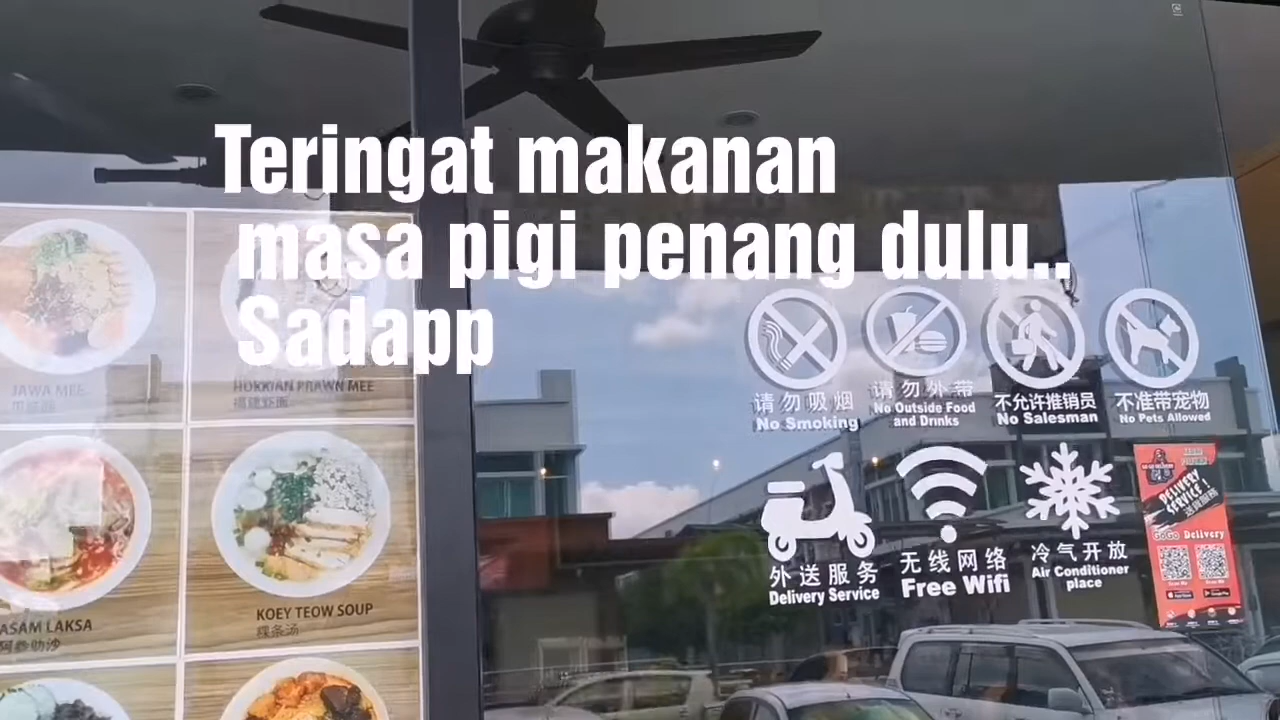 Teringat makanan
masa pigi penang dulu..
Sadapp
JAWA MEE
HOKKIAN PRAWN MEE
福建虾面
ASAM LAKSA
阿叁叻沙
KOEY TEOW SOUP
粿条汤
请勿吸烟
No Smoking
请勿外带
No Outside Food
and Drinks
不允许推销员
No Salesman
不准带宠物
No Pets Allowed
外送服务
Delivery Service
无线网络
Free Wifi
冷气开放
Air Conditioner
place
DELIVERY
SERVICE!
GoGo Delivery